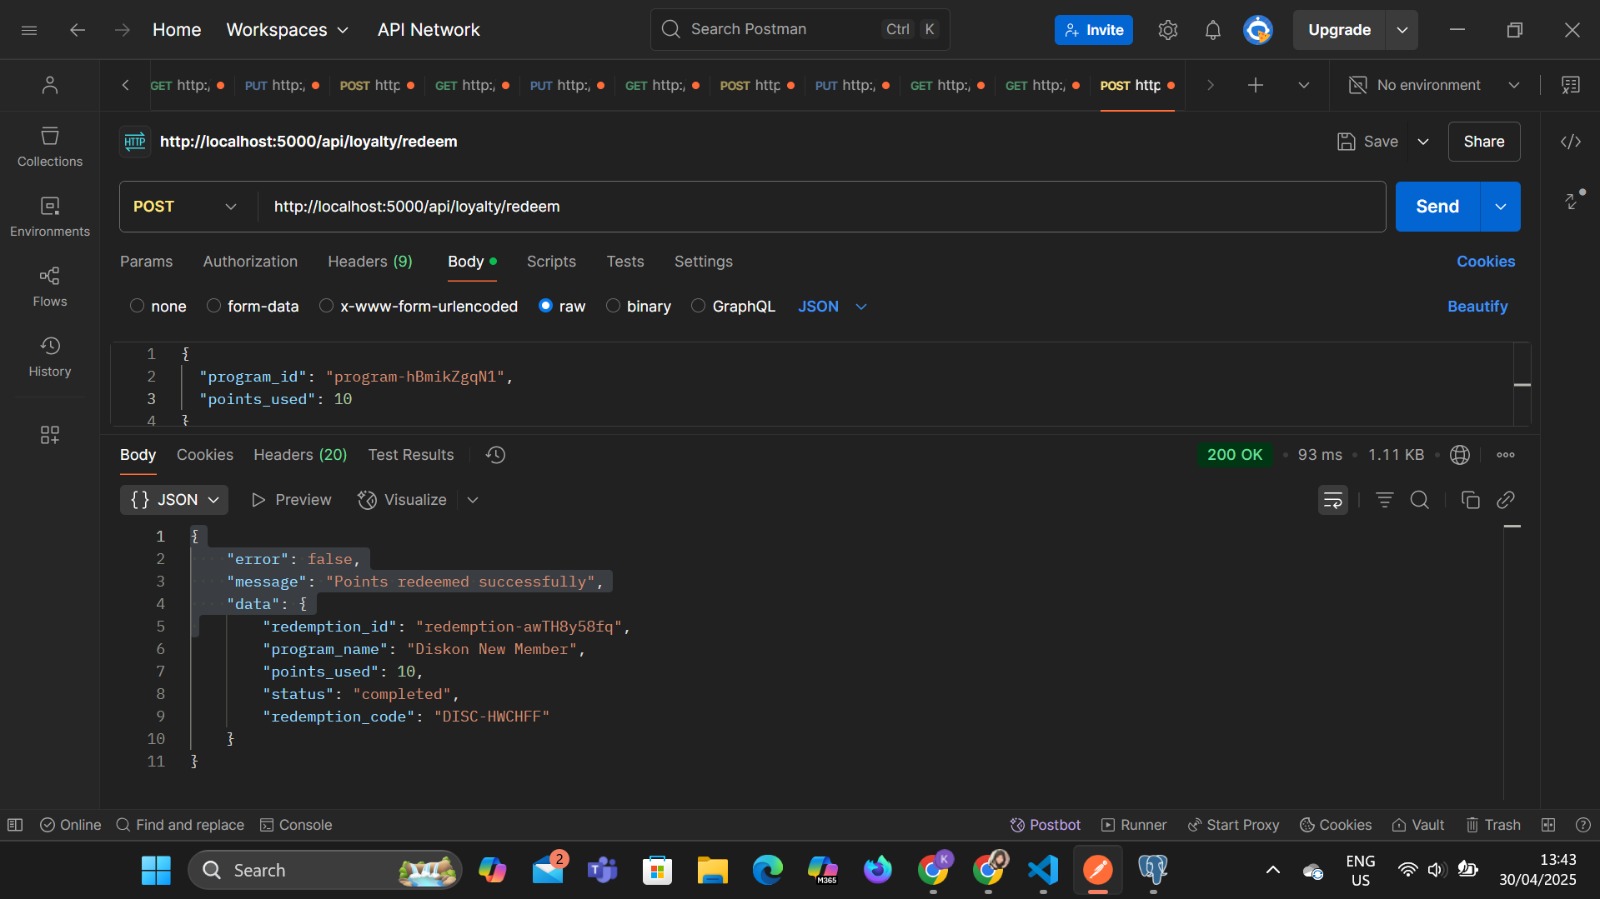 Home Workspaces API Network Search Postman Ctrl K Invite Upgrade
GET http:, PUT http:, POST http GET http:, PUT http:, GET http:, POST http PUT http:, GET http:, GET http:, POST http No environment
HTTP http://localhost:5000/api/loyalty/redeem Save Share
Collections
Environments
Flows
History
POST http://localhost:5000/api/loyalty/redeem Send
Params Authorization Headers (9) Body Scripts Tests Settings Cookies
none form-data x-www-form-urlencoded raw binary GraphQL JSON Beautify
1 {
2 "program_id": "program-hBmikZgqN1",
3 "points_used": 10
4 }
Body Cookies Headers (20) Test Results 200 OK • 93 ms • 1.11 KB •
{} JSON Preview Visualize
1 {
2 "error": false,
3 "message": "Points redeemed successfully",
4 "data": {
5 "redemption_id": "redemption-awTH8y58fq",
6 "program_name": "Diskon New Member",
7 "points_used": 10,
8 "status": "completed",
9 "redemption_code": "DISC-HWCHFF"
10 }
11 }
Online Find and replace Console Postbot Runner Start Proxy Cookies Vault Trash
Search 2 M365 K ENG 13:43
US 30/04/2025